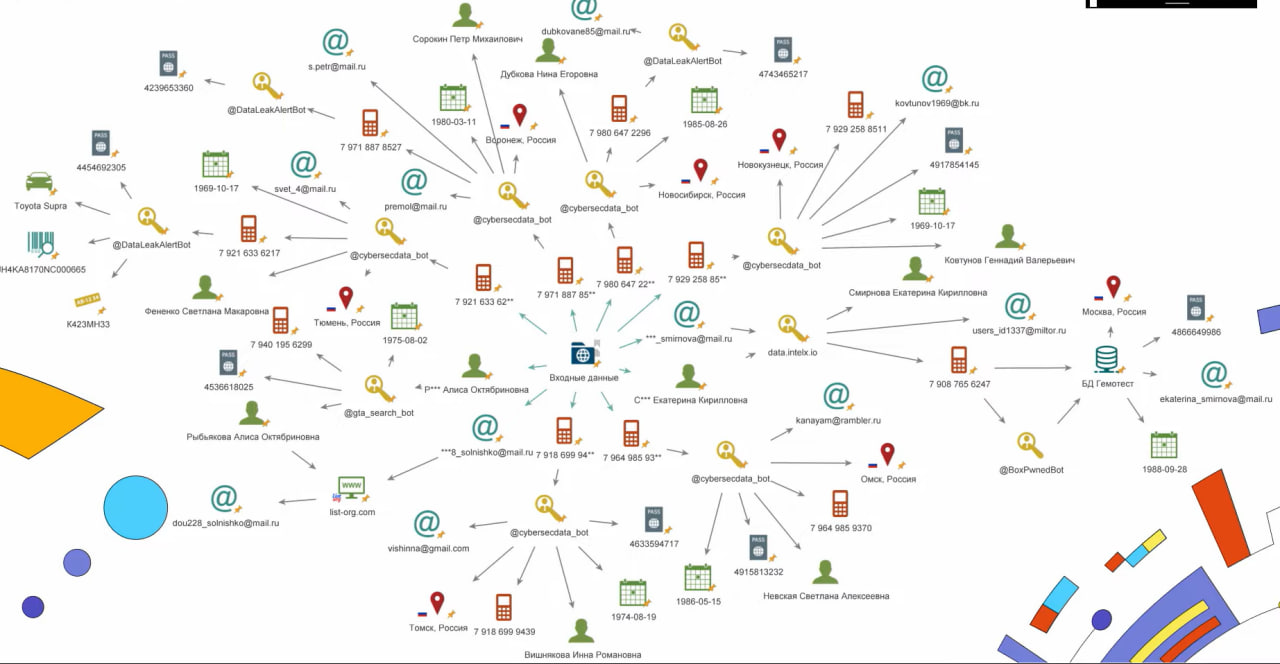 dubkovane85@mail.ru
Сорокин Петр Михайлович
@DataLeakAlertBot
s.petr@mail.ru
Дубкова Нина Егоровна
4743465217
4239653360
@DataLeakAlertBot
kovtunov1969@bk.ru
1980-03-11
7 980 647 2296
1985-08-26
7 929 258 8511
Воронеж, Россия
7 971 887 8527
4454692305
Новокузнецк, Россия
4917854145
1969-10-17
svet_4@mail.ru
Новосибирск, Россия
Toyota Supra
premol@mail.ru
@cybersecdata_bot
@cybersecdata_bot
1969-10-17
@DataLeakAlertBot
7 921 633 6217
@cybersecdata_bot
@cybersecdata_bot
Ковтунов Геннадий Валерьевич
H4KA8170NC000665
7 980 647 22**
7 929 258 85**
7 971 887 85**
7 921 633 62**
Смирнова Екатерина Кирилловна
Фененко Светлана Макаровна
К423МН33
Тюмень, Россия
Москва, Россия
users_id1337@miltor.ru
***_smirnova@mail.ru
4866649986
1975-08-02
7 940 195 6299
data.intelx.io
Входные данные
7 908 765 6247
БД Гемотест
4536618025
Р*** Алиса Октябриновна
С*** Екатерина Кирилловна
ekaterina_smirnova@mail.ru
@gta_search_bot
kanayam@rambler.ru
Рыбьякова Алиса Октябриновна
***8_solnishko@mail.ru
7 918 699 94**
7 964 985 93**
@BoxPwnedBot
1988-09-28
@cybersecdata_bot
Омск, Россия
WWW
list-org.com
dou228_solnishko@mail.ru
7 964 985 9370
@cybersecdata_bot
vishinna@gmail.com
4633594717
4915813232
Невская Светлана Алексеевна
1986-05-15
1974-08-19
Томск, Россия
7 918 699 9439
Вишнякова Инна Романовна